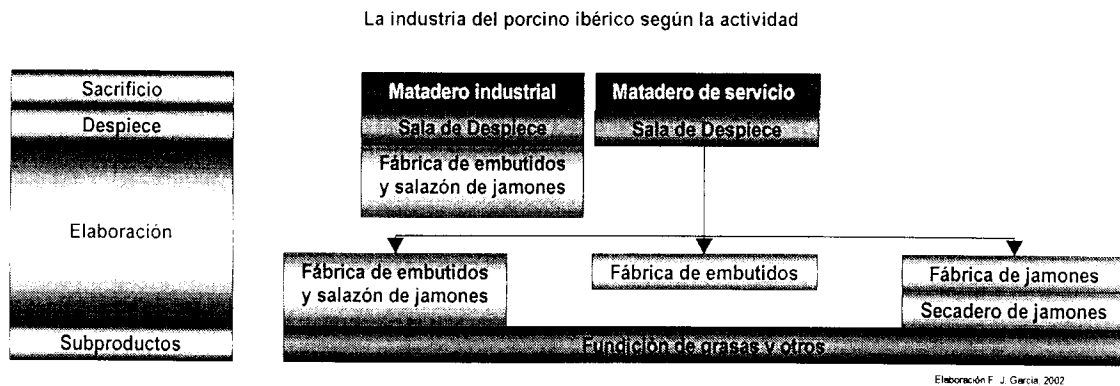 La industria del porcino ibérico según la actividad
Sacrificio
Despiece
Elaboración
Subproductos
Matadero industrial
Sala de Despiece
Fábrica de embutidos
y salazón de jamones
Matadero de servicio
Sala de Despiece
Fábrica de embutidos
y salazón de jamones
Fábrica de embutidos
Fábrica de jamones
Secadero de jamones
Fundición de grasas y otros
Elaboración F. J. García, 2002